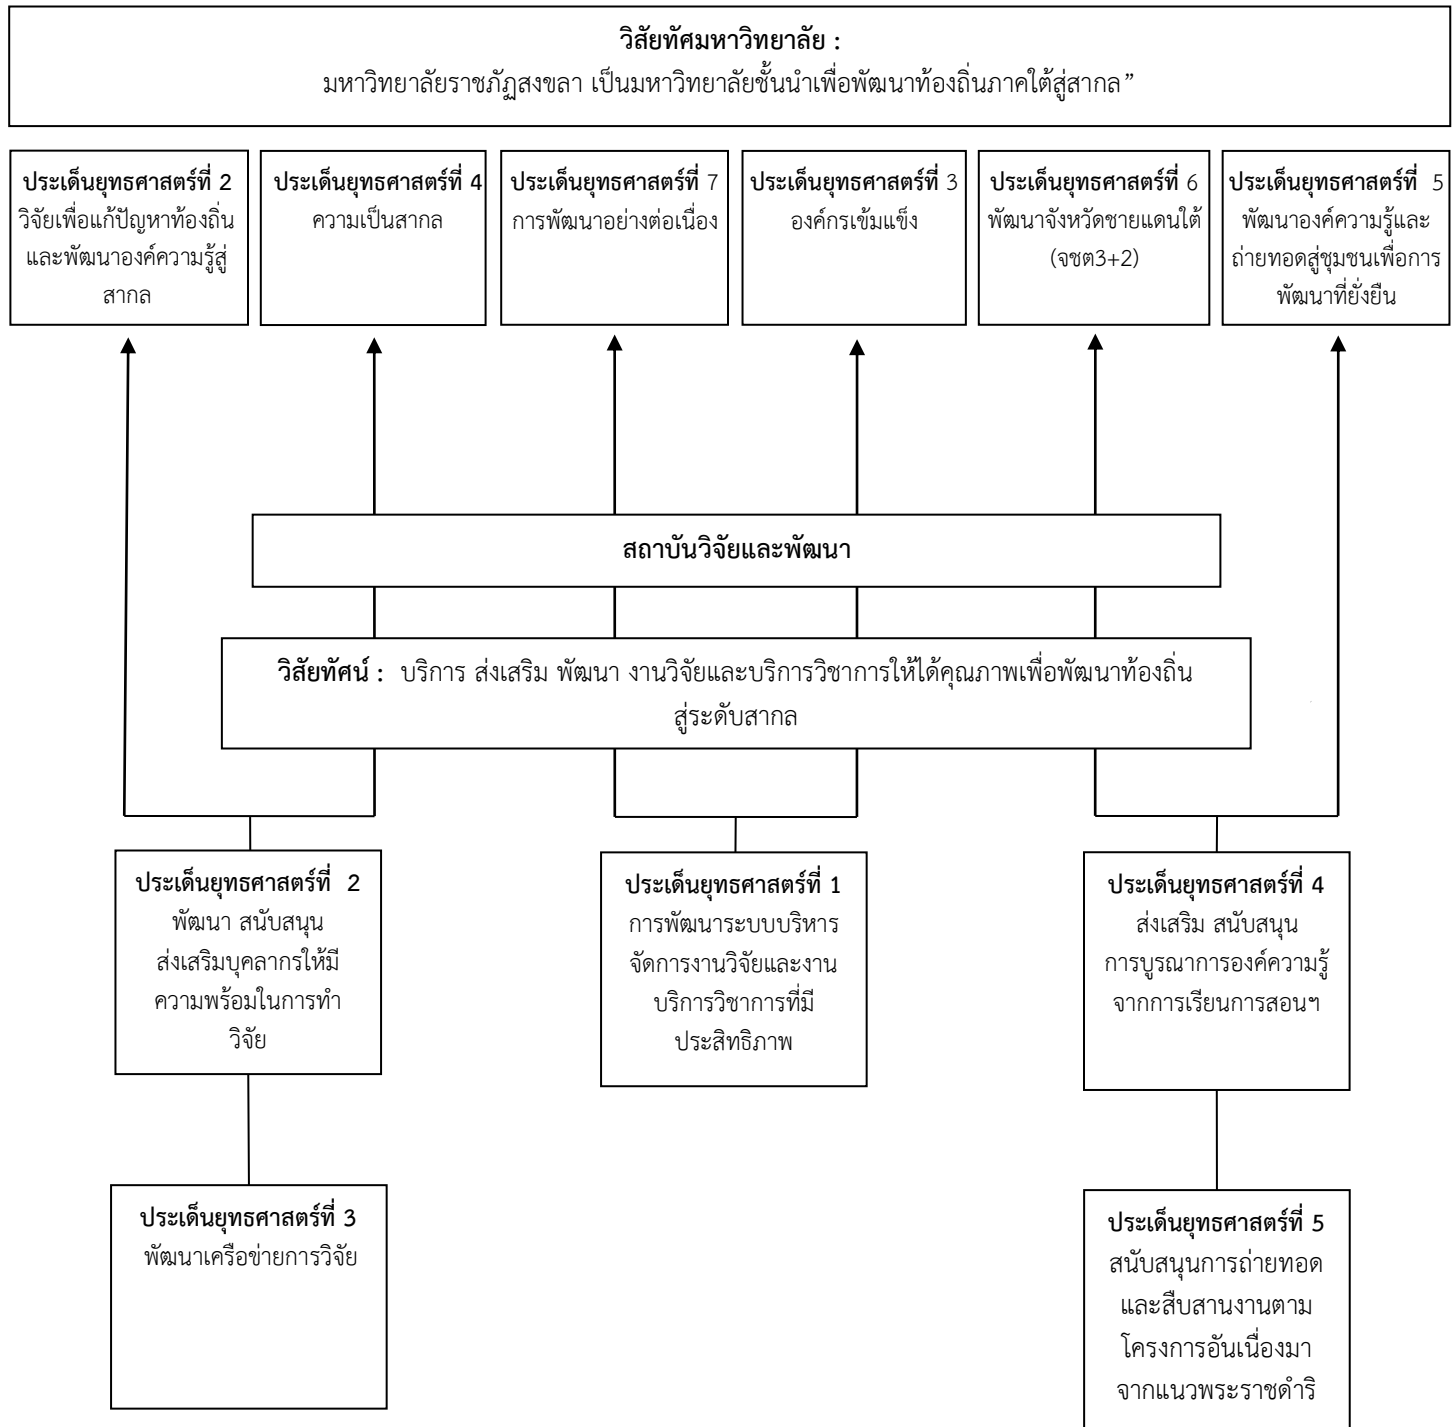 วิสัยทัศมหาวิทยาลัย :
มหาวิทยาลัยราชภัฏสงขลา เป็นมหาวิทยาลัยชั้นนำเพื่อพัฒนาท้องถิ่นภาคใต้สู่สากล”
ประเด็นยุทธศาสตร์ที่ 2
วิจัยเพื่อแก้ปัญหาท้องถิ่น
และพัฒนาองค์ความรู้สู่
สากล
ประเด็นยุทธศาสตร์ที่ 4
ความเป็นสากล
ประเด็นยุทธศาสตร์ที่ 7
การพัฒนาอย่างต่อเนื่อง
ประเด็นยุทธศาสตร์ที่ 3
องค์กรเข้มแข็ง
ประเด็นยุทธศาสตร์ที่ 6
พัฒนาจังหวัดชายแดนใต้
(จชต3+2)
ประเด็นยุทธศาสตร์ที่ 5
พัฒนาองค์ความรู้และ
ถ่ายทอดสู่ชุมชนเพื่อการ
พัฒนาที่ยั่งยืน
สถาบันวิจัยและพัฒนา
วิสัยทัศน์ : บริการ ส่งเสริม พัฒนา งานวิจัยและบริการวิชาการให้ได้คุณภาพเพื่อพัฒนาท้องถิ่น
สู่ระดับสากล
ประเด็นยุทธศาสตร์ที่ 2
พัฒนา สนับสนุน
ส่งเสริมบุคลากรให้มี
ความพร้อมในการทำ
วิจัย
ประเด็นยุทธศาสตร์ที่ 1
การพัฒนาระบบบริหาร
จัดการงานวิจัยและงาน
บริการวิชาการที่มี
ประสิทธิภาพ
ประเด็นยุทธศาสตร์ที่ 4
ส่งเสริม สนับสนุน
การบูรณาการองค์ความรู้
จากการเรียนการสอนฯ
ประเด็นยุทธศาสตร์ที่ 3
พัฒนาเครือข่ายการวิจัย
ประเด็นยุทธศาสตร์ที่ 5
สนับสนุนการถ่ายทอด
และสืบสานงานตาม
โครงการอันเนื่องมา
จากแนวพระราชดำริ